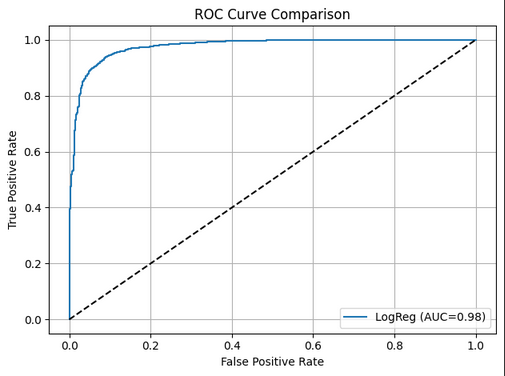 ROC Curve Comparison
1.0
0.8
0.6
0.4
0.2
0.0
True Positive Rate
LogReg (AUC=0.98)
0.0 0.2 0.4 0.6 0.8 1.0
False Positive Rate